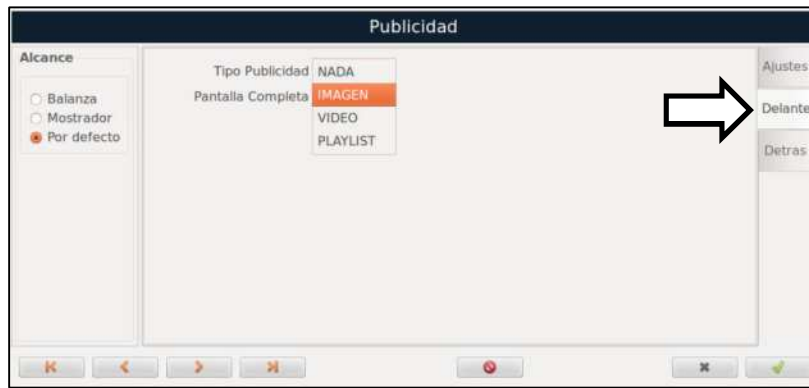 Publicidad
Alcance
Balanza
Mostrador
Por defecto
Tipo Publicidad NADA
Pantalla Completa IMAGEN
VIDEO
PLAYLIST
Ajustes
Delante
Detras